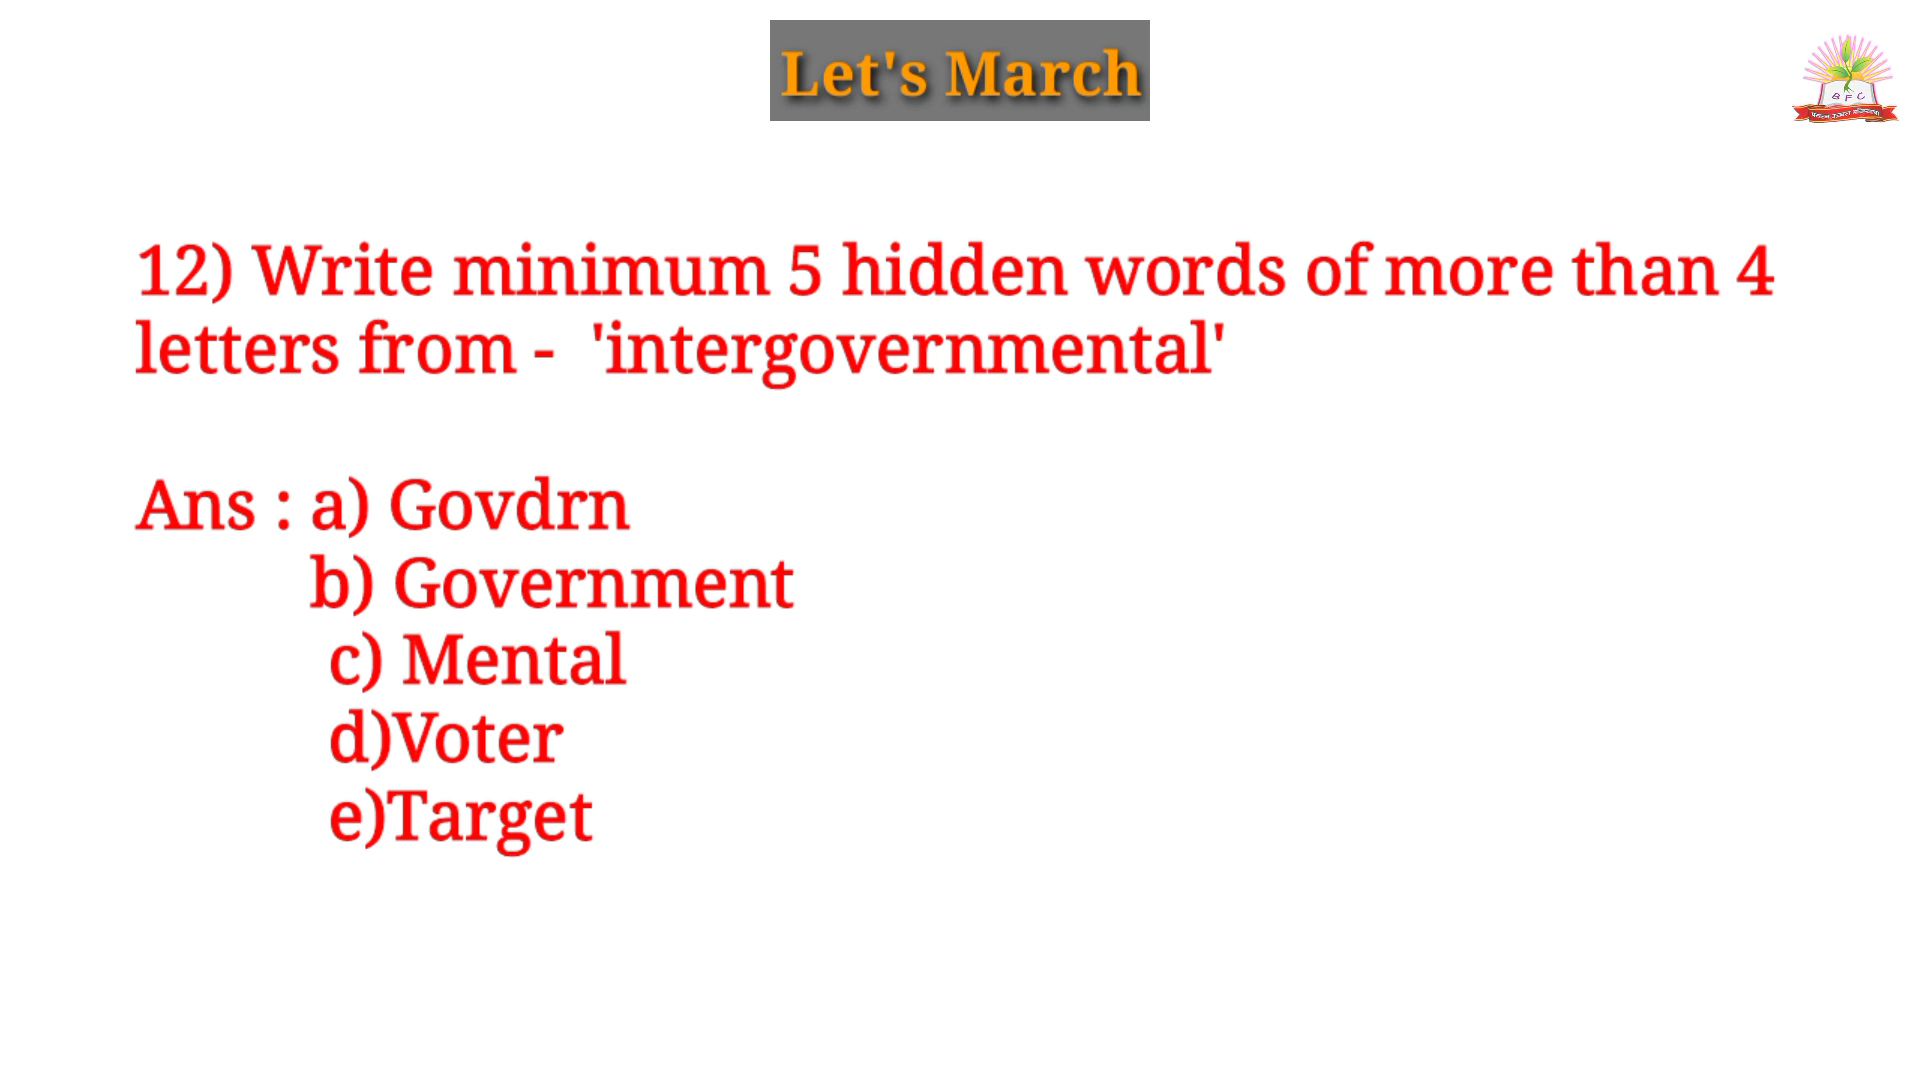 Let's March
B F C
12) Write minimum 5 hidden words of more than 4
letters from - 'intergovernmental'
Ans : a) Govdrn
b) Government
c) Mental
d)Voter
e)Target